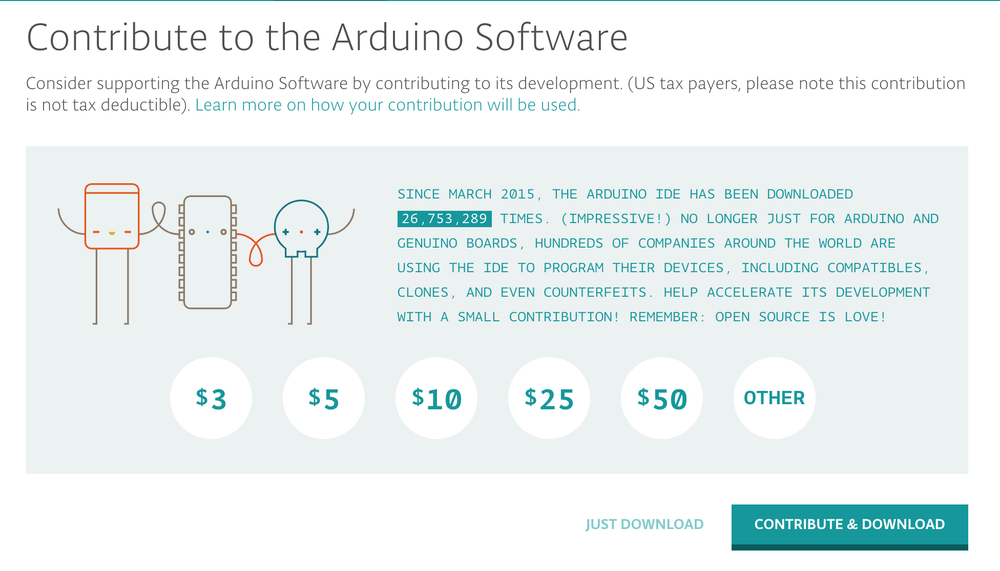 Contribute to the Arduino Software
Consider supporting the Arduino Software by contributing to its development. (US tax payers, please note this contribution
is not tax deductible). Learn more on how your contribution will be used.
SINCE MARCH 2015, THE ARDUINO IDE HAS BEEN DOWNLOADED
26,753,289 TIMES. (IMPRESSIVE!) NO LONGER JUST FOR ARDUINO AND
GENUINO BOARDS, HUNDREDS OF COMPANIES AROUND THE WORLD ARE
USING THE IDE TO PROGRAM THEIR DEVICES, INCLUDING COMPATIBLES,
CLONES, AND EVEN COUNTERFEITS. HELP ACCELERATE ITS DEVELOPMENT
WITH A SMALL CONTRIBUTION! REMEMBER: OPEN SOURCE IS LOVE!
$3 $5 $10 $25 $50 OTHER
JUST DOWNLOAD CONTRIBUTE & DOWNLOAD